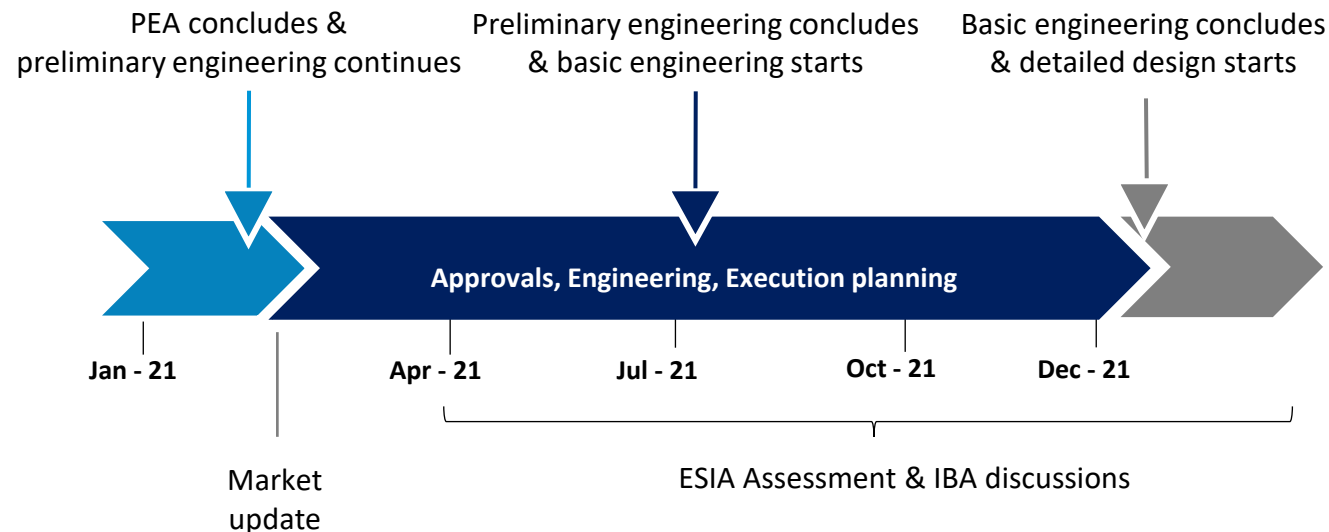 PEA concludes &
preliminary engineering continues
Preliminary engineering concludes
& basic engineering starts
Basic engineering concludes
& detailed design starts
Approvals, Engineering, Execution planning
Jan - 21
Apr - 21
Jul - 21
Oct - 21
Dec - 21
Market
update
ESIA Assessment & IBA discussions